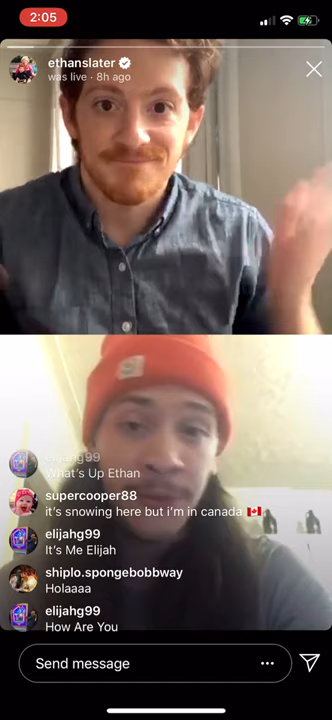 2:05
ethanslater
was live · 8h ago
elijahg99
What's Up Ethan
supercooper88
it's snowing here but i'm in canada 🇨🇦
elijahg99
It's Me Elijah
shiplo.spongebobbway
Holaaaa
elijahg99
How Are You
Send message